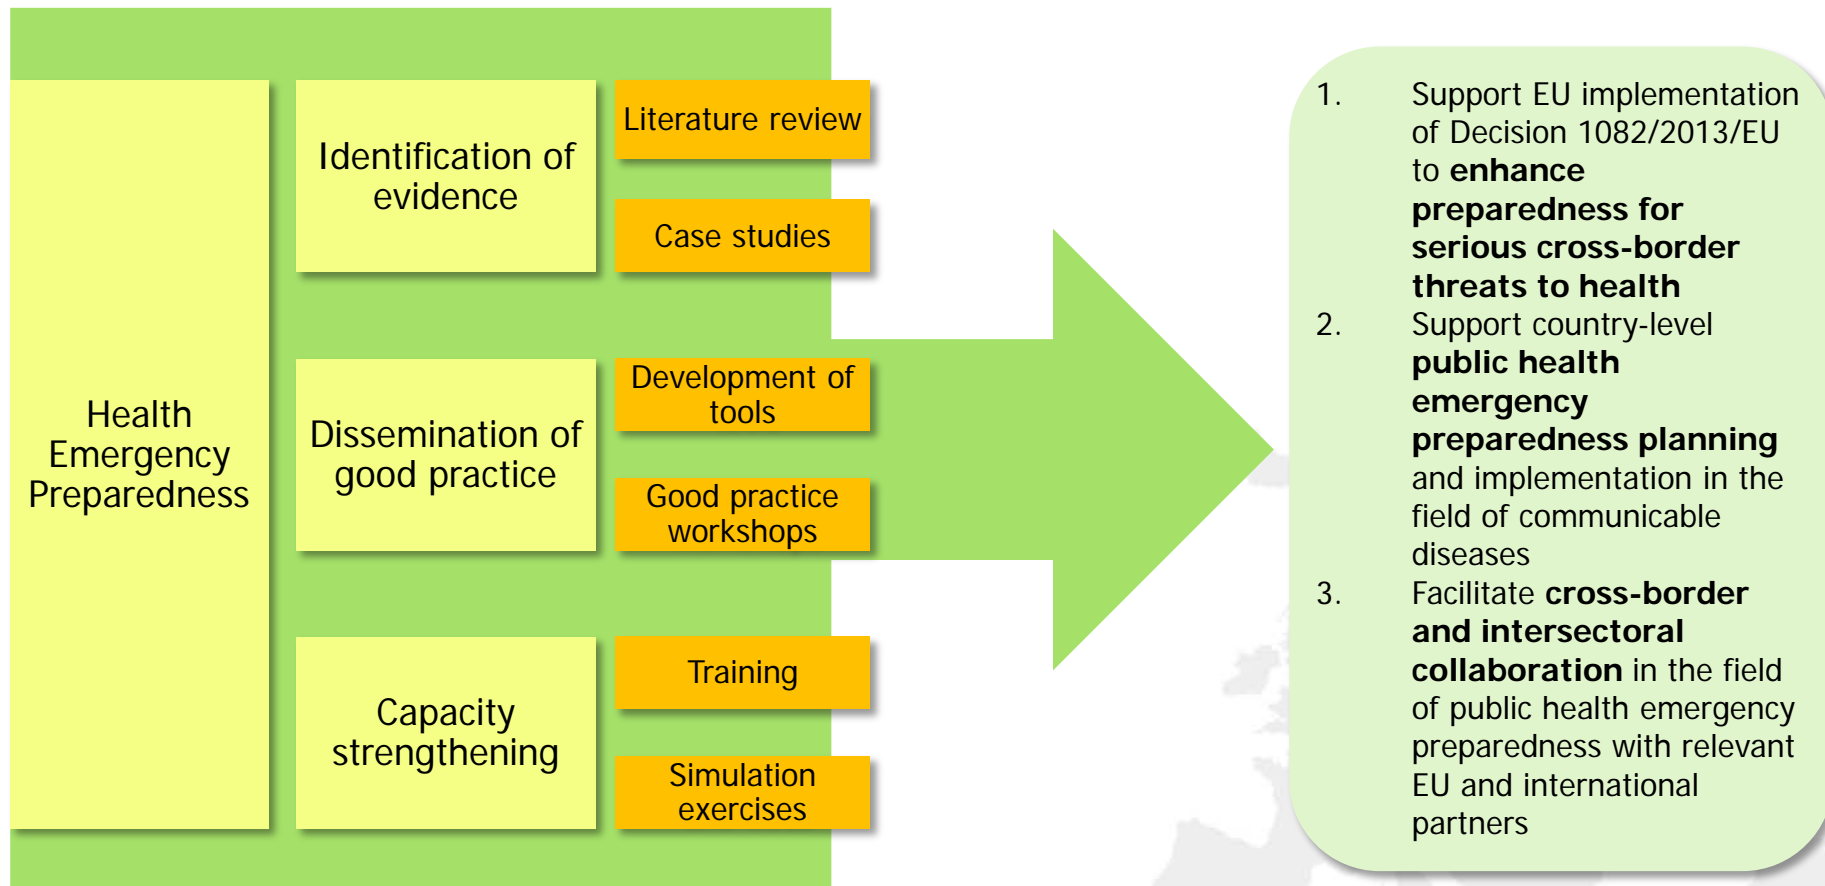 Health
Emergency
Preparedness
Identification of
evidence
Literature review
Case studies
Dissemination of
good practice
Development of
tools
Good practice
workshops
Capacity
strengthening
Training
Simulation
exercises
1. Support EU implementation
of Decision 1082/2013/EU
to enhance
preparedness for
serious cross-border
threats to health
2. Support country-level
public health
emergency
preparedness planning
and implementation in the
field of communicable
diseases
3. Facilitate cross-border
and intersectoral
collaboration in the field
of public health emergency
preparedness with relevant
EU and international
partners